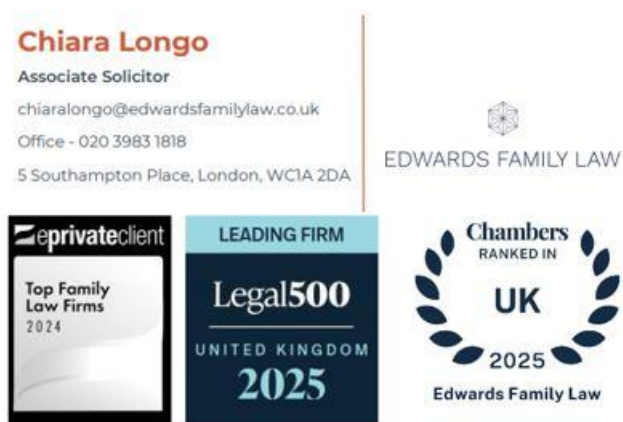 Chiara Longo
Associate Solicitor
chiaralongo@edwardsfamilylaw.co.uk
Office - 020 3983 1818
5 Southampton Place, London, WC1A 2DA
EDWARDS FAMILY LAW
eprivateclient
Top Family
Law Firms
2024
LEADING FIRM
Legal500
UNITED KINGDOM
2025
Chambers
RANKED IN
UK
2025
Edwards Family Law